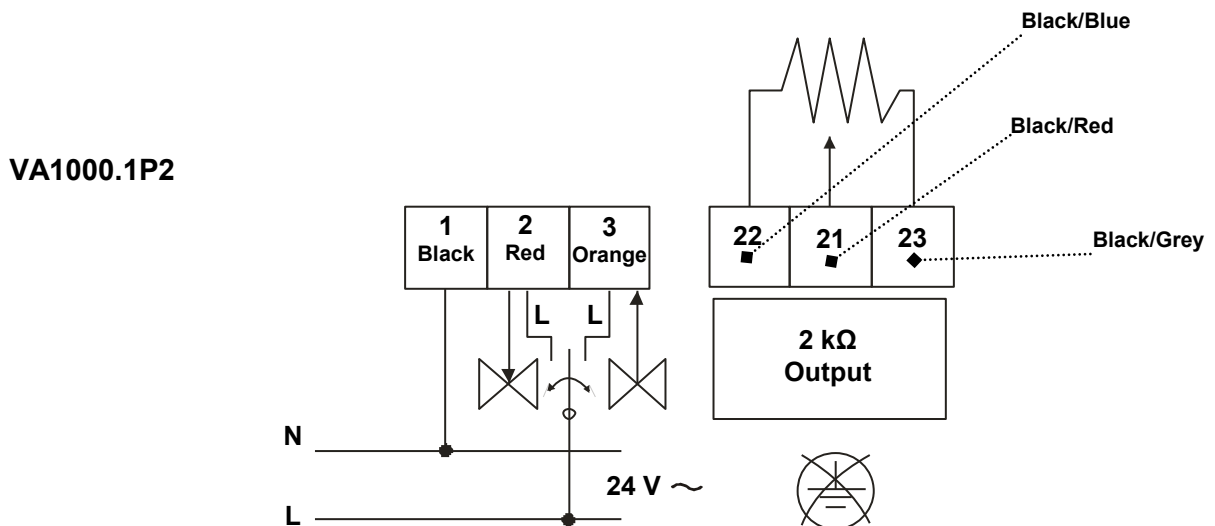 Black/Blue
Black/Red
VA1000.1P2
1 2 3
Black Red Orange
22 21 23
Black/Grey
L L
2 kΩ
Output
N
24 V ~
L